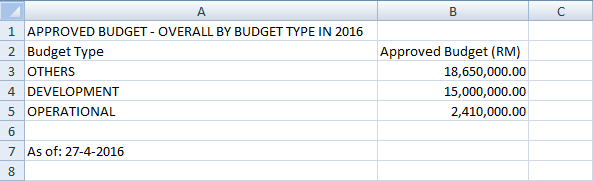 A B C
1 APPROVED BUDGET - OVERALL BY BUDGET TYPE IN 2016
2 Budget Type Approved Budget (RM)
3 OTHERS 18,650,000.00
4 DEVELOPMENT 15,000,000.00
5 OPERATIONAL 2,410,000.00
6
7 As of: 27-4-2016
8